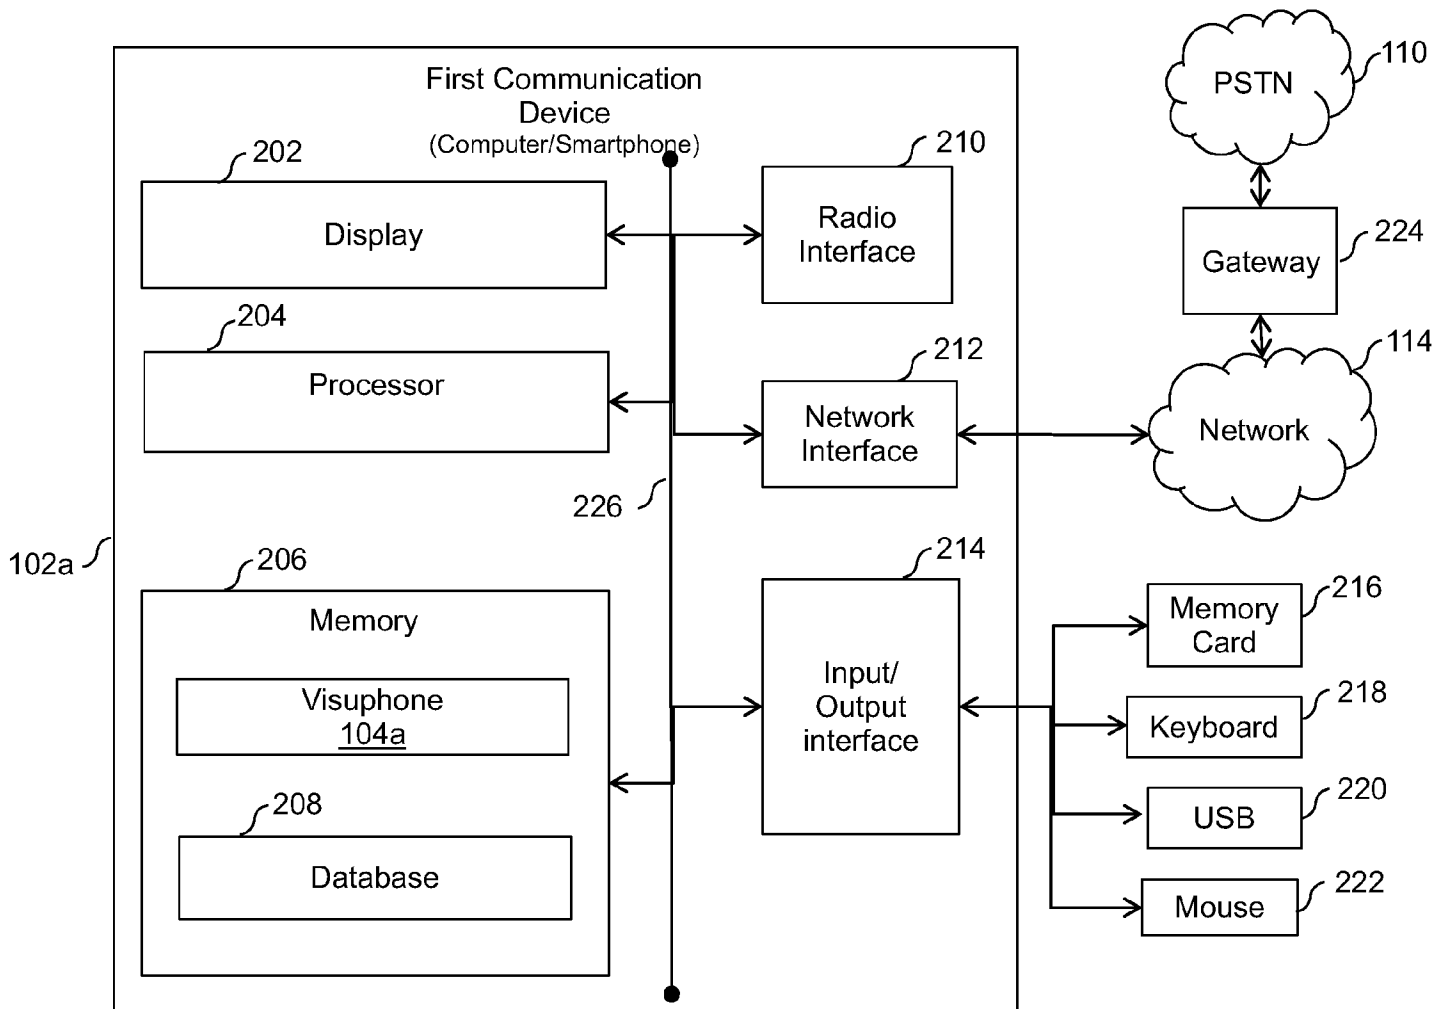 First Communication
Device
(Computer/Smartphone)
202
Display
204
Processor
206
Memory
Visuphone
104a
208
Database
102a
226
210
Radio
Interface
212
Network
Interface
214
Input/
Output
interface
PSTN
110
Gateway
224
Network
114
Memory
Card
216
Keyboard
218
USB
220
Mouse
222